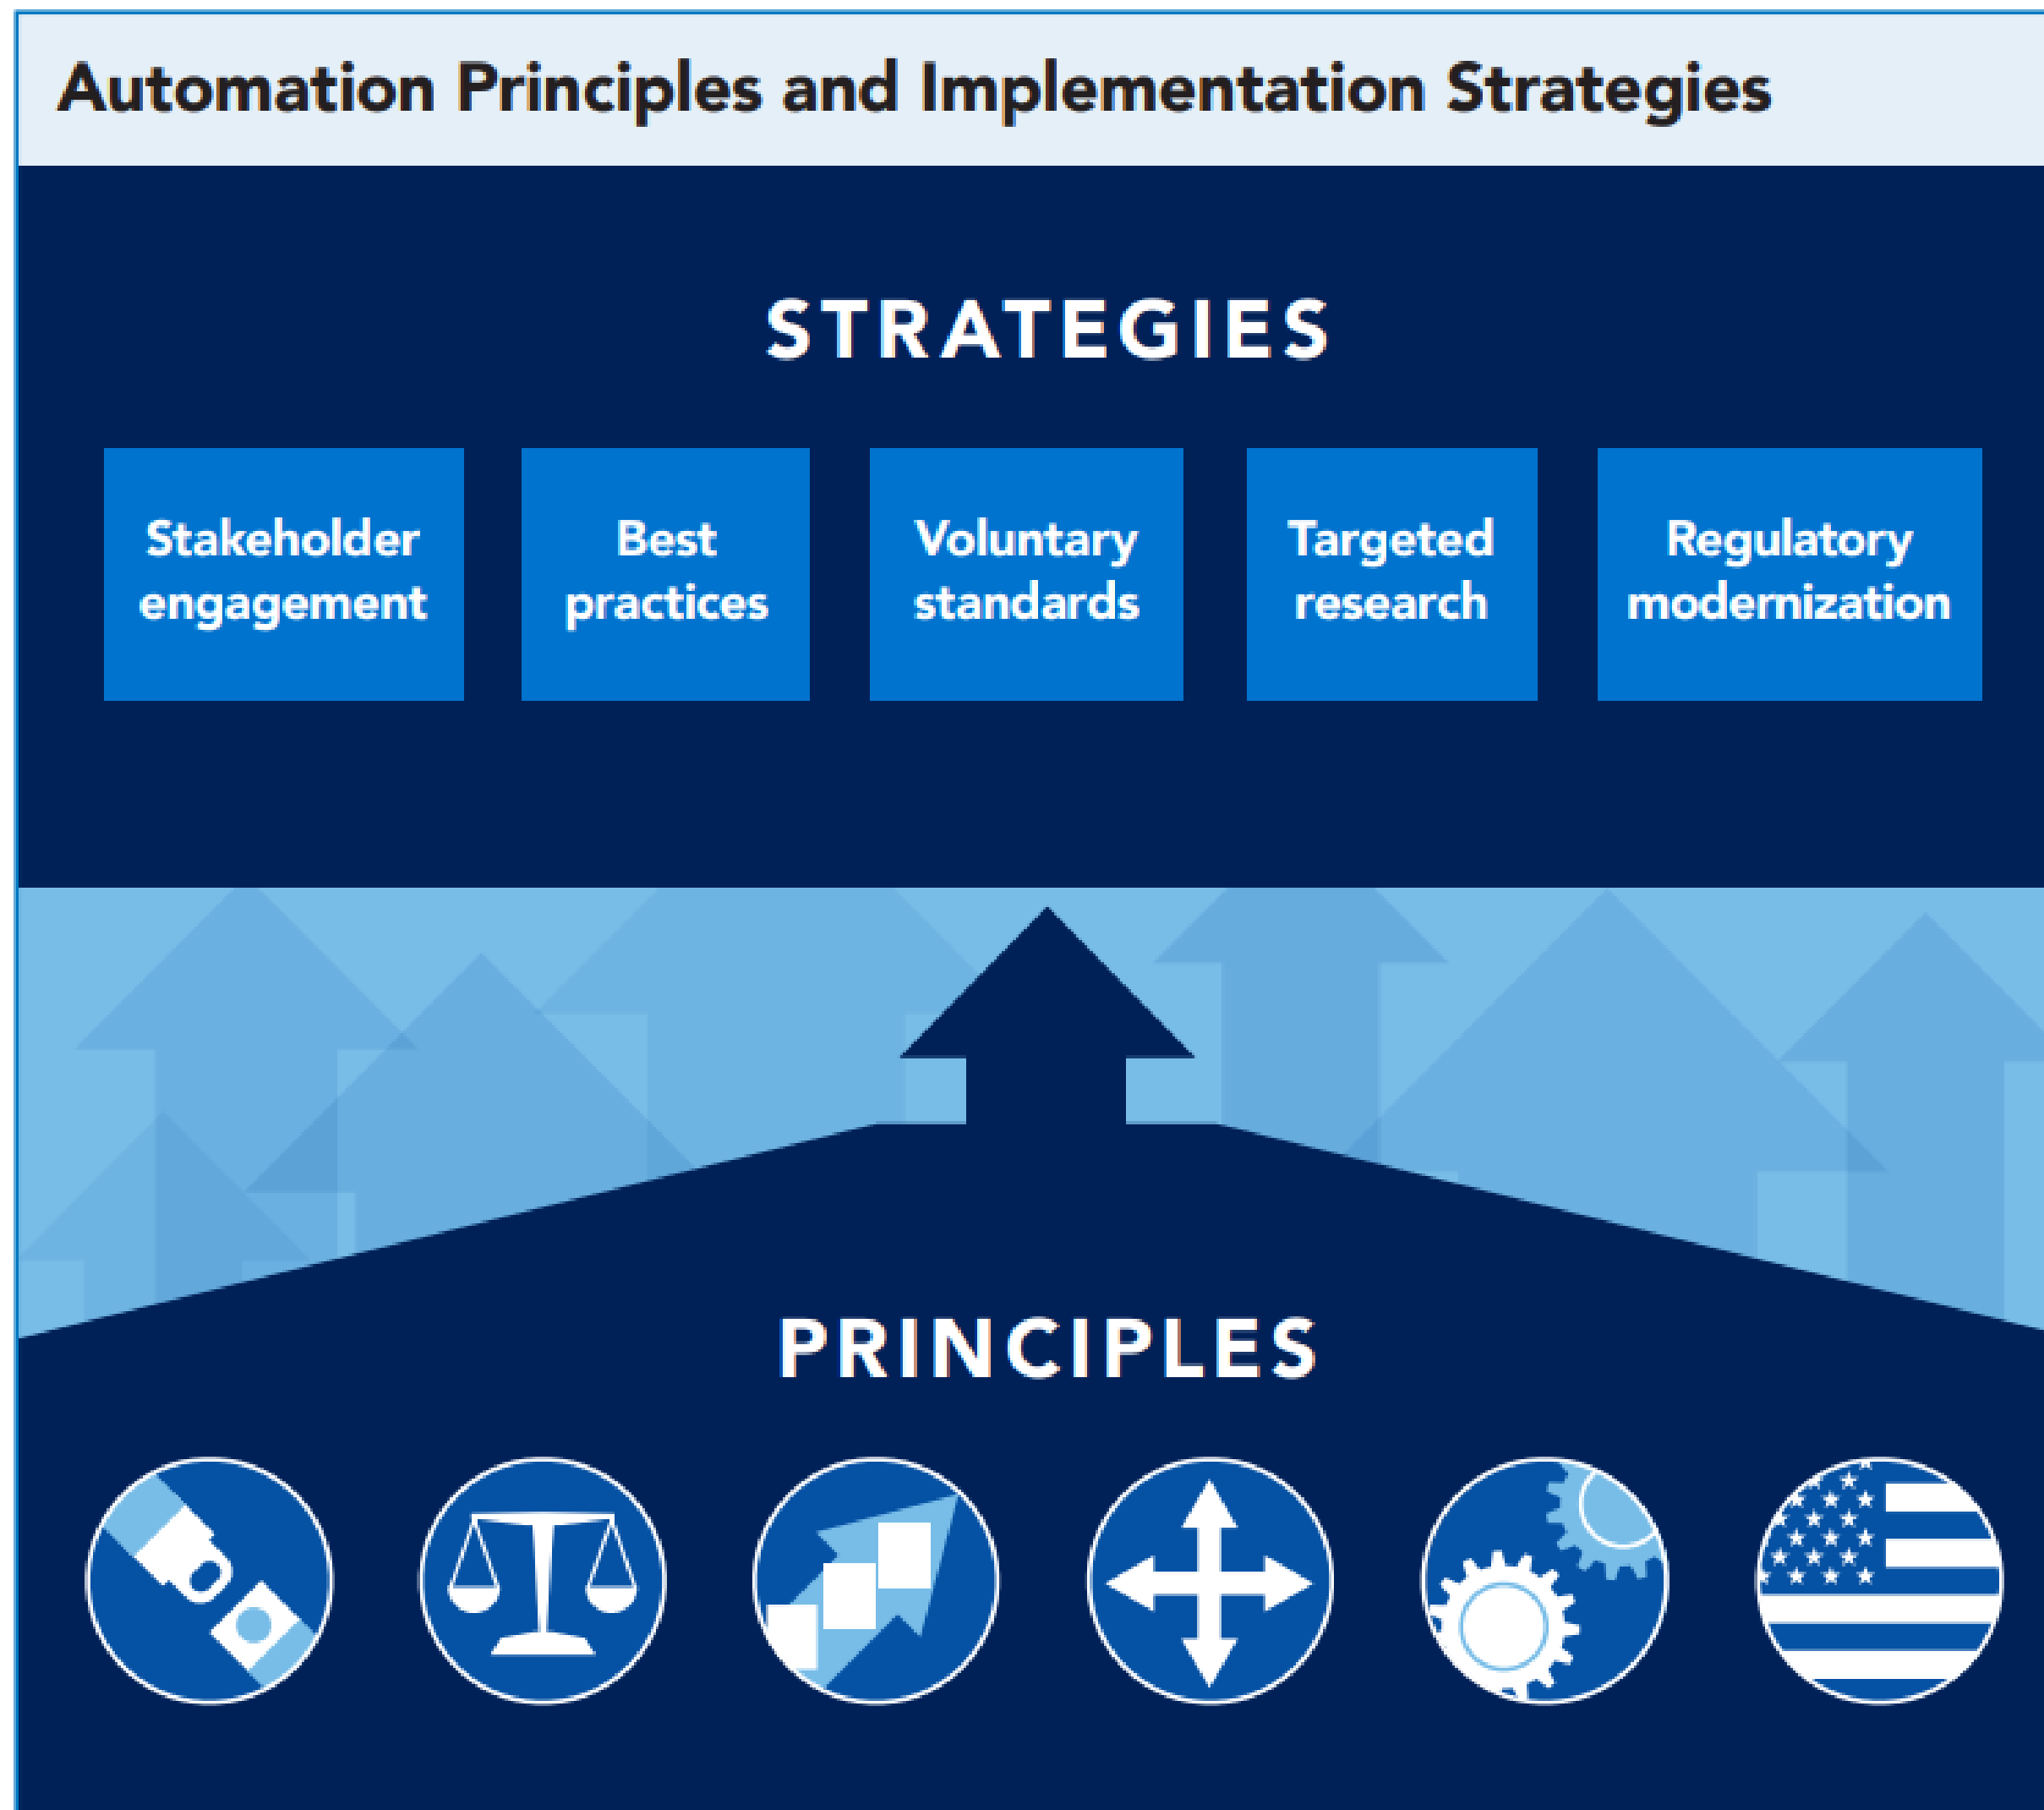 Automation Principles and Implementation Strategies
STRATEGIES
Stakeholder
engagement
Best
practices
Voluntary
standards
Targeted
research
Regulatory
modernization
PRINCIPLES